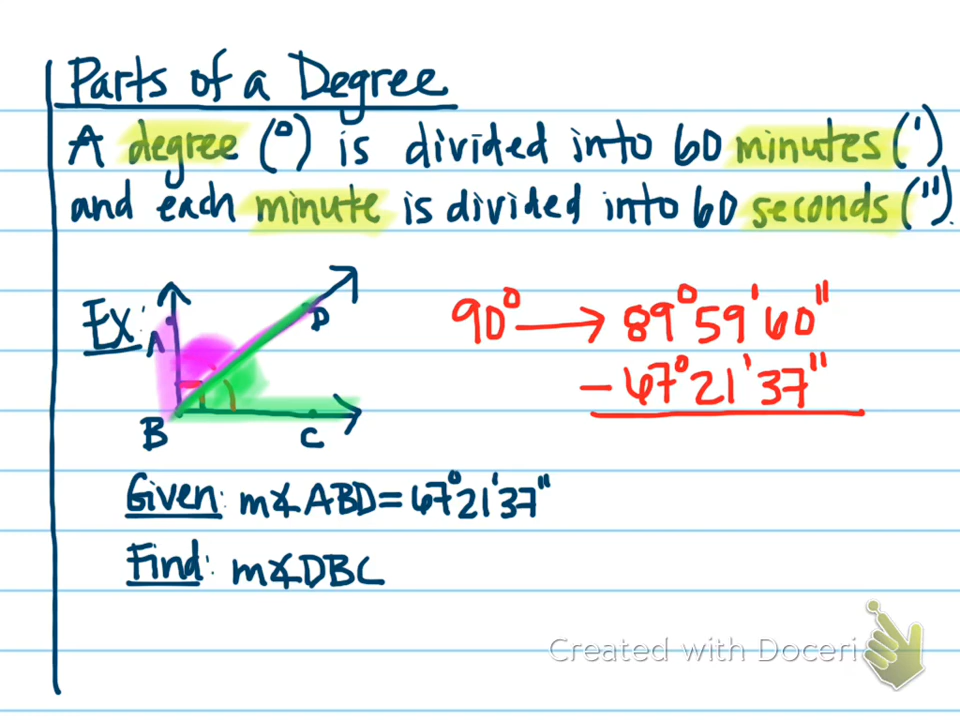 Parts of a Degree
A degree (°) is divided into 60 minutes (')
and each minute is divided into 60 seconds (").
Ex:
A
D
B
C
90° → 89°59'60"
- 67°21'37"
Given: m∡ABD=67°21'37"
Find: m∡DBC
Created with Doceri